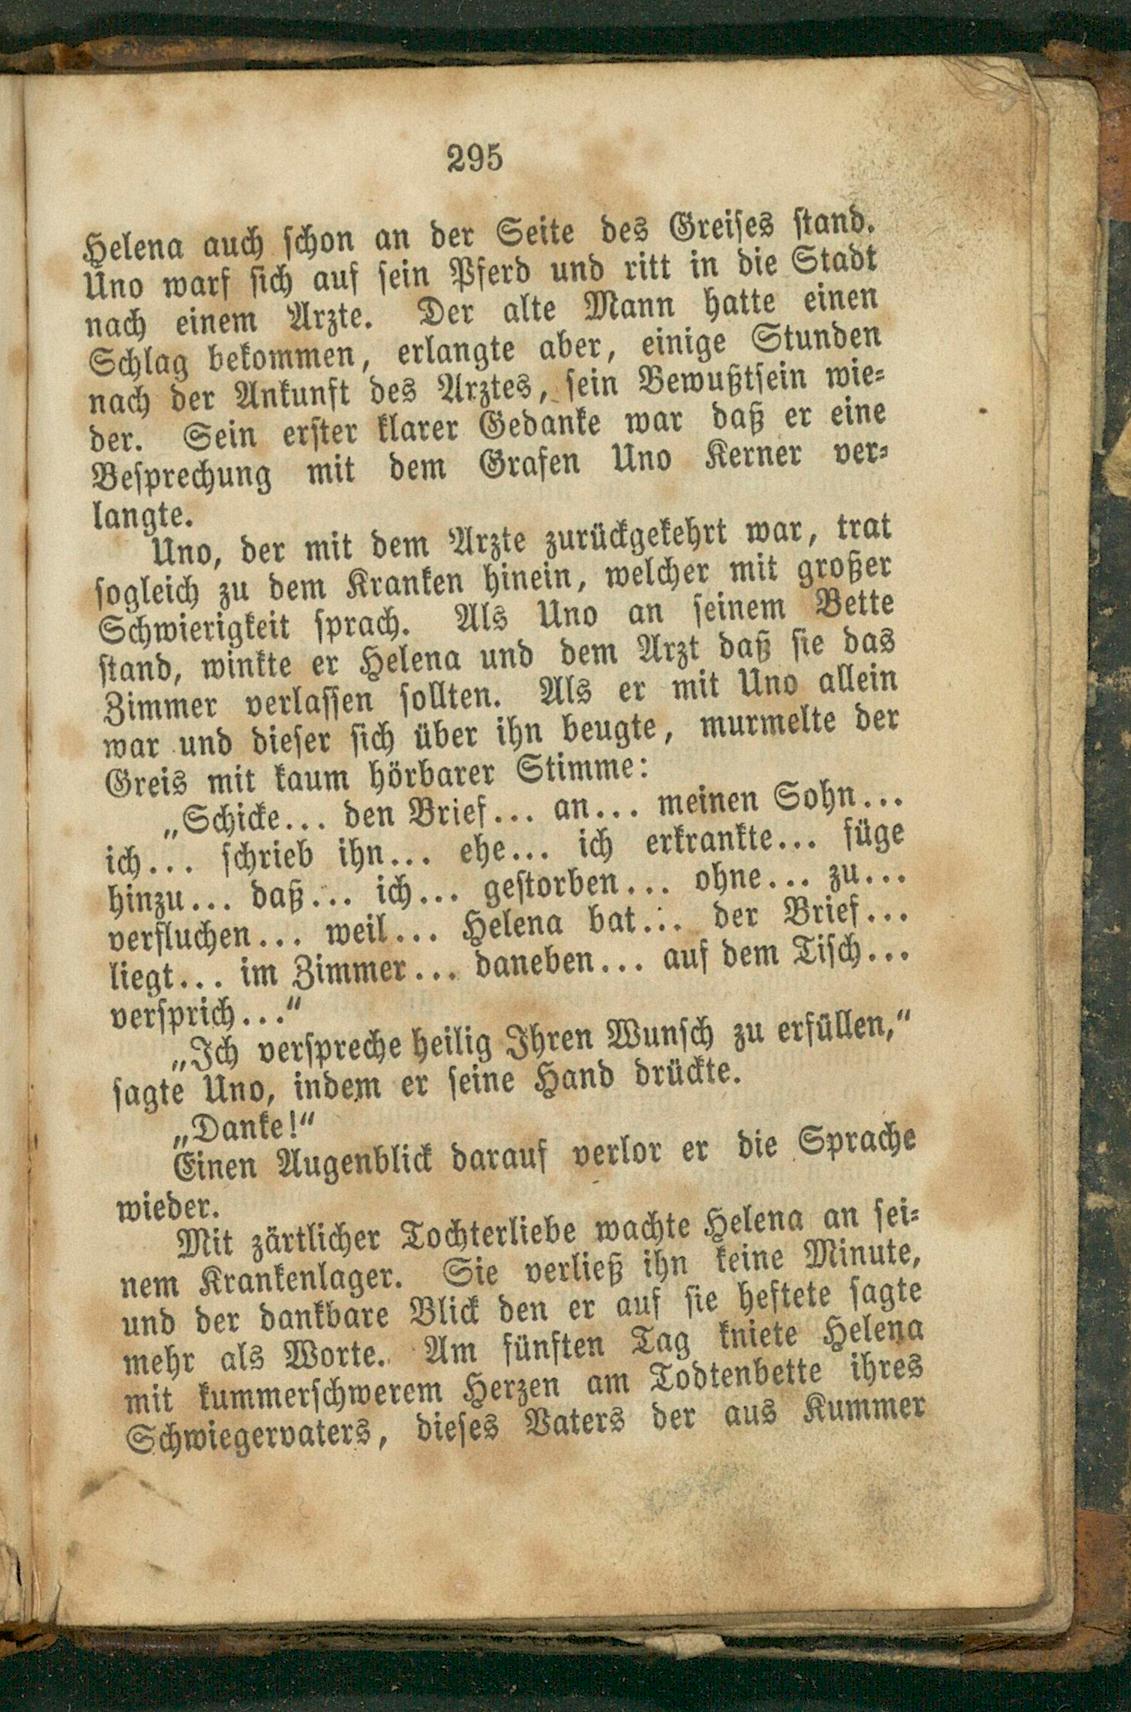 295
Helena auch schon an der Seite des Greises stand.
Uno warf sich auf sein Pferd und ritt in die Stadt
nach einem Arzte. Der alte Mann hatte einen
Schlag bekommen, erlangte aber, einige Stunden
nach der Ankunft des Arztes, sein Bewußtsein wie-
der. Sein erster klarer Gedanke war daß er eine
Besprechung mit dem Grafen Uno Kerner ver-
langte.
Uno, der mit dem Arzte zurückgekehrt war, trat
sogleich zu dem Kranken hinein, welcher mit großer
Schwierigkeit sprach. Als Uno an seinem Bette
stand, winkte er Helena und dem Arzt daß sie das
Zimmer verlassen sollten. Als er mit Uno allein
war und dieser sich über ihn beugte, murmelte der
Greis mit kaum hörbarer Stimme:
„Schicke... den Brief... an... meinen Sohn...
ich... schrieb ihn... ehe... ich erkrankte... füge
hinzu... daß... ich... gestorben... ohne... zu...
verfluchen... weil... Helena bat... der Brief...
liegt... im Zimmer... daneben... auf dem Tisch...
versprich...“
„Ich verspreche heilig Ihren Wunsch zu erfüllen,“
sagte Uno, indem er seine Hand drückte.
„Danke!“
Einen Augenblick darauf verlor er die Sprache
wieder.
Mit zärtlicher Tochterliebe wachte Helena an sei-
nem Krankenlager. Sie verließ ihn keine Minute,
und der dankbare Blick den er auf sie heftete sagte
mehr als Worte. Am fünften Tag kniete Helena
mit kummerschwerem Herzen am Todtenbette ihres
Schwiegervaters, dieses Vaters der aus Kummer